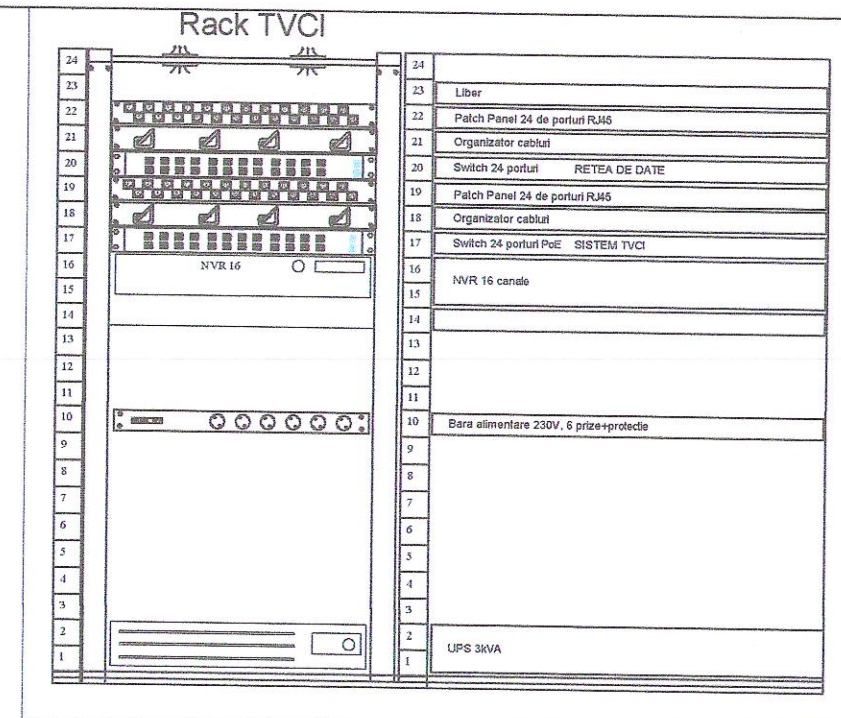 Rack TVCI
24 24
23 23 Liber
22 22 Patch Panel 24 de porturi RJ45
21 21 Organizator cabluri
20 20 Switch 24 porturi RETEA DE DATE
19 19 Patch Panel 24 de porturi RJ45
18 18 Organizator cabluri
17 17 Switch 24 porturi PoE SISTEM TVCI
16 NVR 16 16 NVR 16 canale
15 15
14 14
13 13
12 12
11 11
10 10 Bara alimentare 230V, 6 prize+protectie
9 9
8 8
7 7
6 6
5 5
4 4
3 3
2 2 UPS 3kVA
1 1